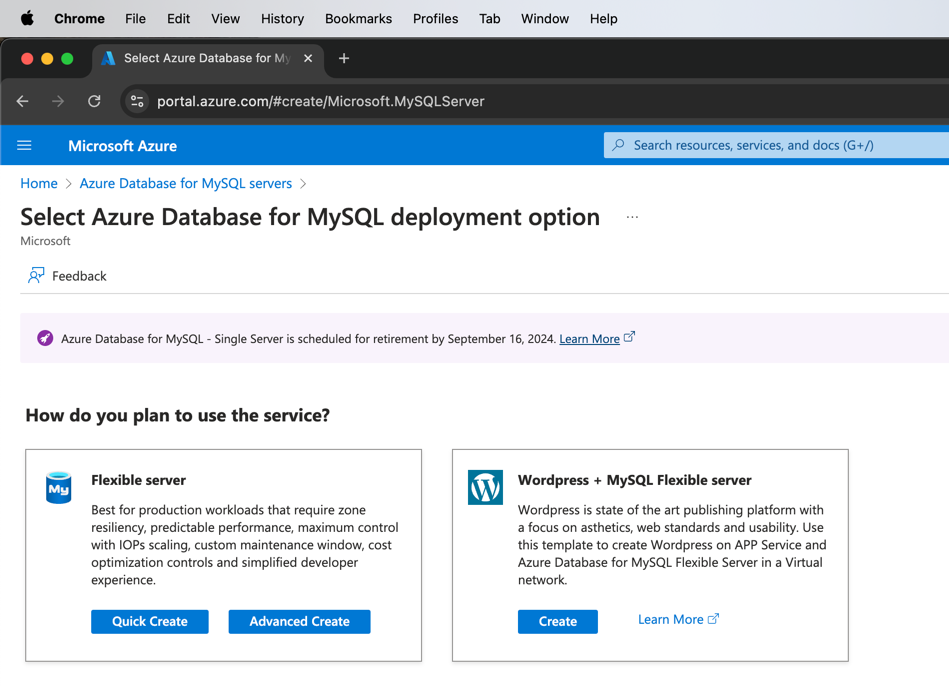 Chrome File Edit View History Bookmarks Profiles Tab Window Help
Select Azure Database for My
portal.azure.com/#create/Microsoft.MySQLServer
Microsoft Azure
Search resources, services, and docs (G+/)
Home > Azure Database for MySQL servers >
Select Azure Database for MySQL deployment option ...
Microsoft
Feedback
Azure Database for MySQL - Single Server is scheduled for retirement by September 16, 2024. Learn More
How do you plan to use the service?
My
Flexible server
Best for production workloads that require zone
resiliency, predictable performance, maximum control
with IOPs scaling, custom maintenance window, cost
optimization controls and simplified developer
experience.
Quick Create
Advanced Create
Wordpress + MySQL Flexible server
Wordpress is state of the art publishing platform with
a focus on asthetics, web standards and usability. Use
this template to create Wordpress on APP Service and
Azure Database for MySQL Flexible Server in a Virtual
network.
Create
Learn More